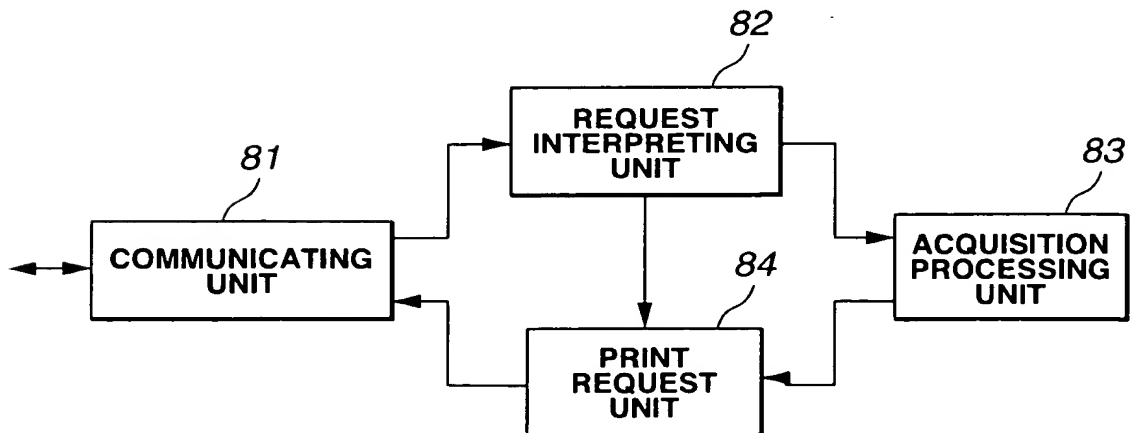 82
REQUEST
INTERPRETING
UNIT
81
COMMUNICATING
UNIT
83
ACQUISITION
PROCESSING
UNIT
84
PRINT
REQUEST
UNIT